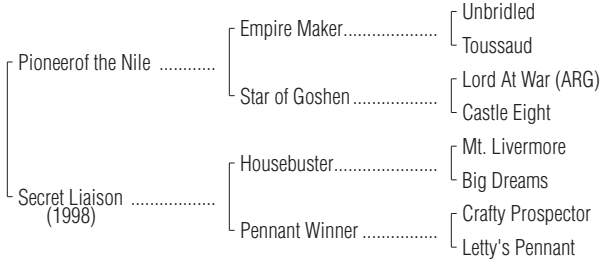 Unbridled
Empire Maker....................
Toussaud
Pioneerof the Nile ............
Lord At War (ARG)
Star of Goshen..................
Castle Eight
Mt. Livermore
Housebuster......................
Big Dreams
Secret Liaison ..................
(1998)
Crafty Prospector
Pennant Winner ................
Letty's Pennant